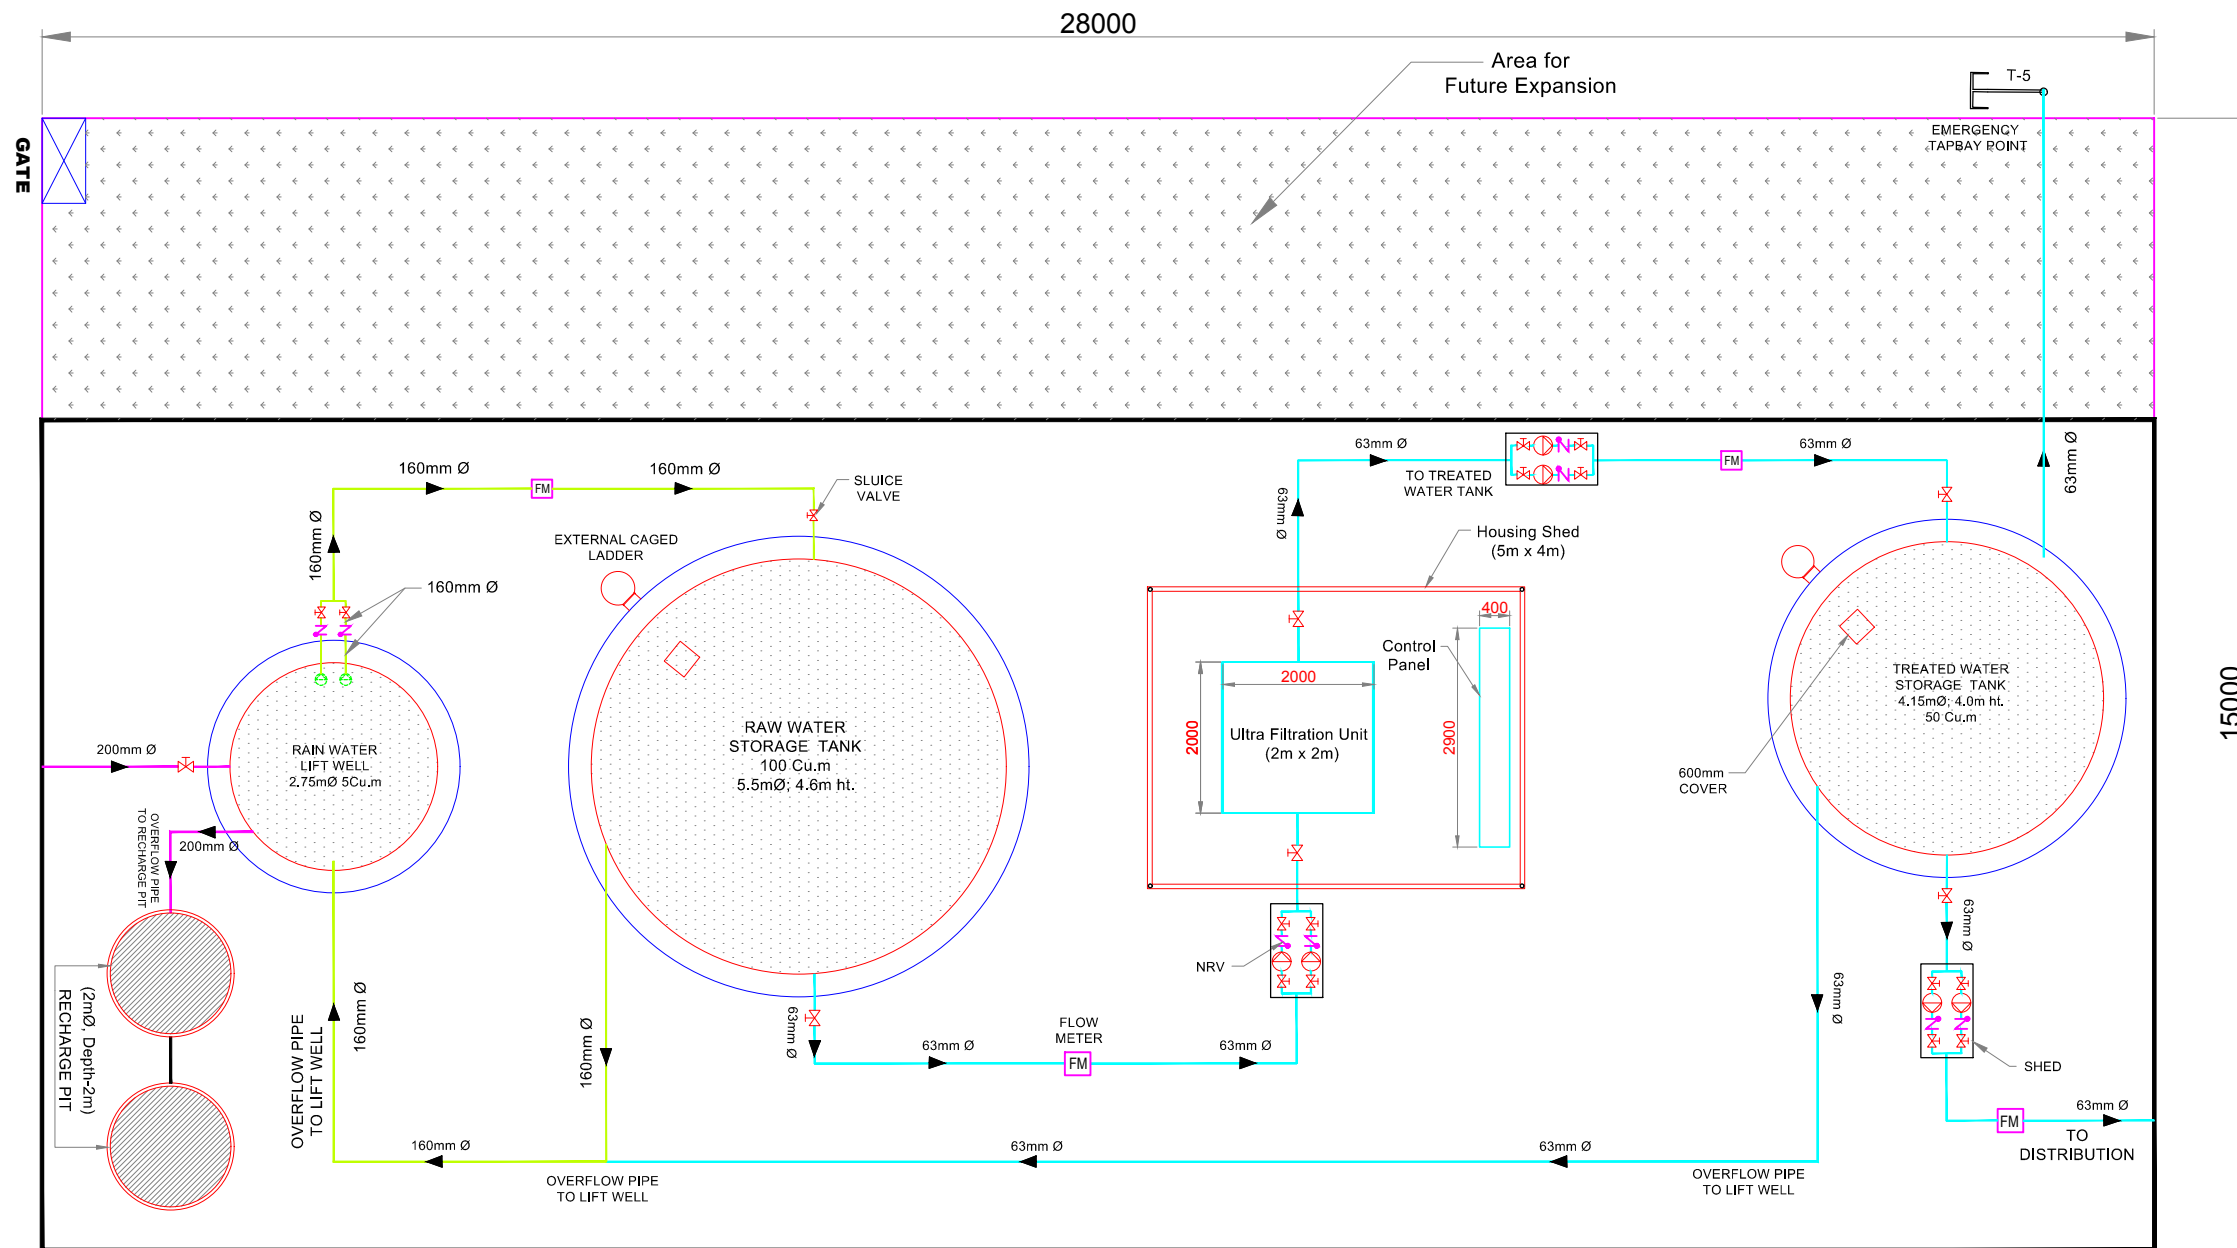 28000
Area for
Future Expansion
T-5
EMERGENCY
TAPBAY POINT
GATE
15000
160mm Ø
FM
160mm Ø
SLUICE
VALVE
160mm Ø
160mm Ø
EXTERNAL CAGED
LADDER
63mm Ø
TO TREATED
WATER TANK
63mm Ø
FM
63mm Ø
63mm Ø
Housing Shed
(5m x 4m)
400
Control
Panel
2000
2000
2900
Ultra Filtration Unit
(2m x 2m)
RAIN WATER
LIFT WELL
2.75mØ 5Cu.m
200mm Ø
200mm Ø
OVERFLOW PIPE
TO RECHARGE PIT
RAW WATER
STORAGE TANK
100 Cu.m
5.5mØ; 4.6m ht.
TREATED WATER
STORAGE TANK
4.15mØ; 4.0m ht.
50 Cu.m
600mm
COVER
NRV
63mm Ø
63mm Ø
(2mØ, Depth-2m)
RECHARGE PIT
OVERFLOW PIPE
TO LIFT WELL
160mm Ø
160mm Ø
63mm Ø
63mm Ø
FLOW
METER
FM
63mm Ø
SHED
FM
63mm Ø
TO
DISTRIBUTION
160mm Ø
63mm Ø
63mm Ø
OVERFLOW PIPE
TO LIFT WELL
OVERFLOW PIPE
TO LIFT WELL